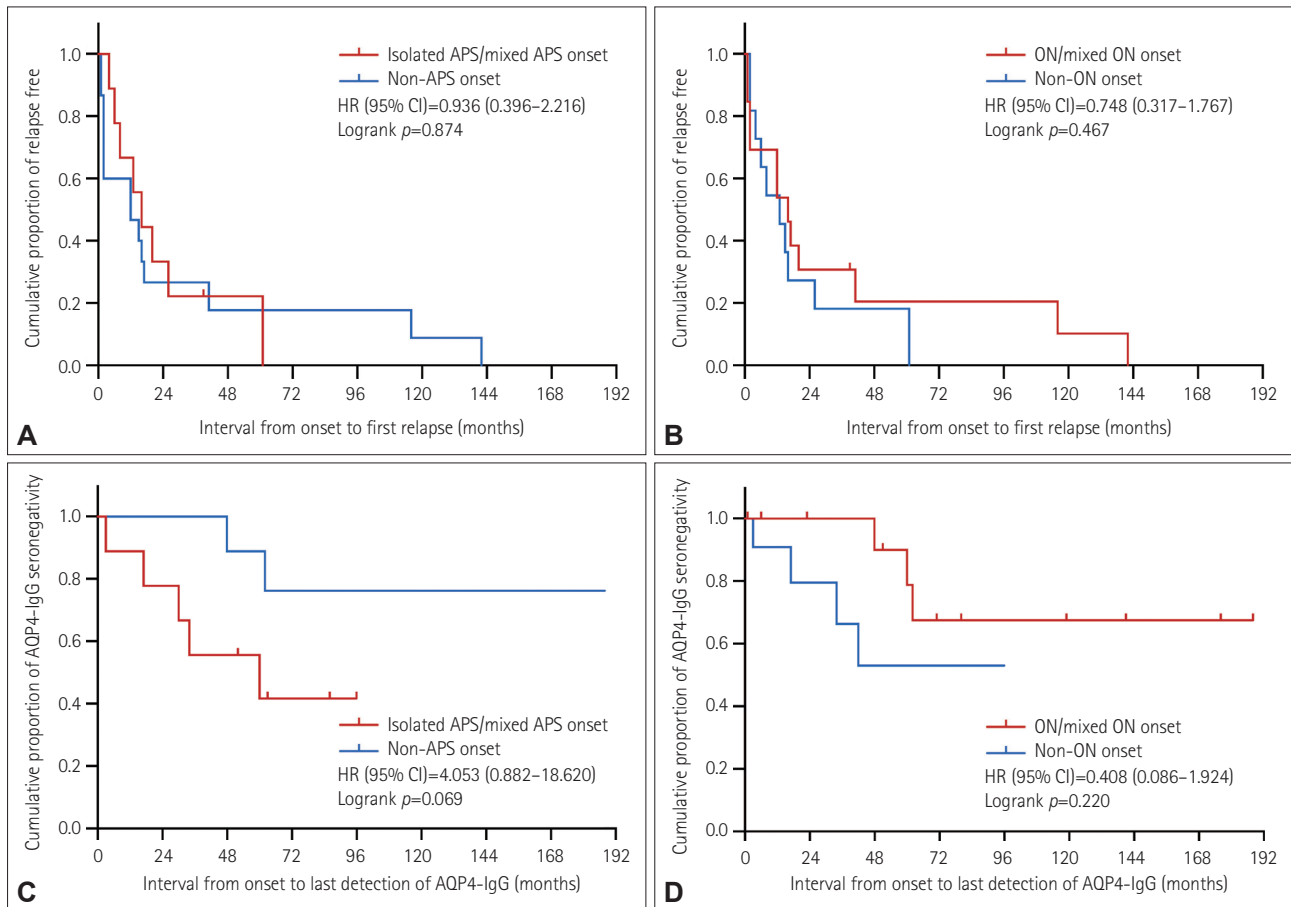 Cumulative proportion of relapse free
1.0
0.8
0.6
0.4
0.2
0.0
Isolated APS/mixed APS onset
Non-APS onset
HR (95% CI)=0.936 (0.396–2.216)
Logrank p=0.874
0 24 48 72 96 120 144 168 192
Interval from onset to first relapse (months)
A
Cumulative proportion of relapse free
1.0
0.8
0.6
0.4
0.2
0.0
ON/mixed ON onset
Non-ON onset
HR (95% CI)=0.748 (0.317–1.767)
Logrank p=0.467
0 24 48 72 96 120 144 168 192
Interval from onset to first relapse (months)
B
Cumulative proportion of AQP4-IgG seronegativity
1.0
0.8
0.6
0.4
0.2
0.0
Isolated APS/mixed APS onset
Non-APS onset
HR (95% CI)=4.053 (0.882–18.620)
Logrank p=0.069
0 24 48 72 96 120 144 168 192
Interval from onset to last detection of AQP4-IgG (months)
C
Cumulative proportion of AQP4-IgG seronegativity
1.0
0.8
0.6
0.4
0.2
0.0
ON/mixed ON onset
Non-ON onset
HR (95% CI)=0.408 (0.086–1.924)
Logrank p=0.220
0 24 48 72 96 120 144 168 192
Interval from onset to last detection of AQP4-IgG (months)
D